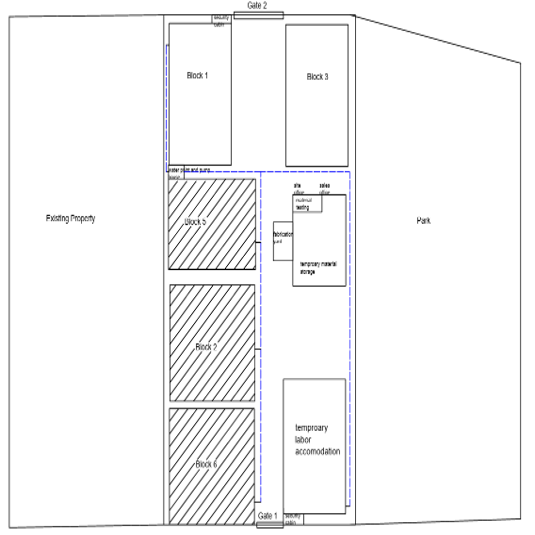 Gate 2
security
cabin
Block 1
Block 3
water plant and pump
site
office
sales
office
material
testing
Existing Property
Block 5
Park
fabrication
yard
temproary material
storage
Block 2
temproary
labor
accomodation
Block 6
Gate 1
security
cabin